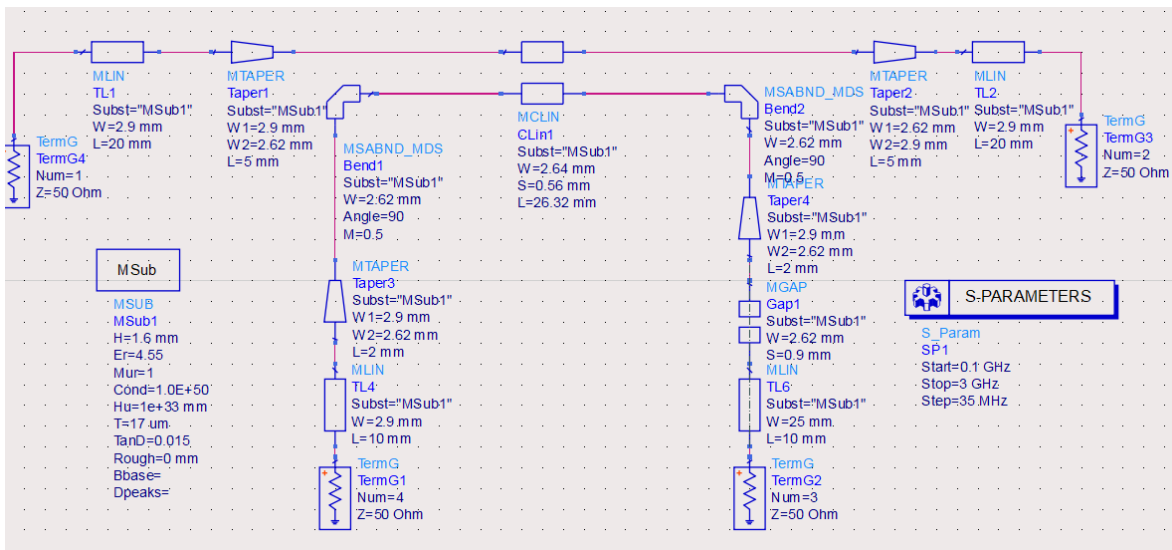 MLIN
TL1
Subst="MSub1"
W=2.9 mm
L=20 mm
MTAPER
Taper1
Subst="MSub1"
W1=2.9 mm
W2=2.62 mm
L=5 mm
MTAPER
Taper2
Subst="MSub1"
W1=2.62 mm
W2=2.9 mm
L=5 mm
MLIN
TL2
Subst="MSub1"
W=2.9 mm
L=20 mm
TermG
TermG4
Num=1
Z=50 Ohm
MSABND_MDS
Bend1
Subst="MSub1"
W=2.62 mm
Angle=90
M=0.5
MCLIN
CLin1
Subst="MSub1"
W=2.64 mm
S=0.56 mm
L=26.32 mm
MSABND_MDS
Bend2
Subst="MSub1"
W=2.62 mm
Angle=90
M=0.5
TermG
TermG3
Num=2
Z=50 Ohm
MTAPER
Taper4
Subst="MSub1"
W1=2.9 mm
W2=2.62 mm
L=2 mm
MSub
MSUB
MSub1
H=1.6 mm
Er=4.55
Mur=1
Cond=1.0E+50
Hu=1e+33 mm
T=17 um
TanD=0.015
Rough=0 mm
Bbase=
Dpeaks=
MTAPER
Taper3
Subst="MSub1"
W1=2.9 mm
W2=2.62 mm
L=2 mm
MGAP
Gap1
Subst="MSub1"
W=2.62 mm
S=0.9 mm
S-PARAMETERS
S_Param
SP1
Start=0.1 GHz
Stop=3 GHz
Step=35 MHz
MLIN
TL4
Subst="MSub1"
W=2.9 mm
L=10 mm
MLIN
TL6
Subst="MSub1"
W=25 mm
L=10 mm
TermG
TermG1
Num=4
Z=50 Ohm
TermG
TermG2
Num=3
Z=50 Ohm